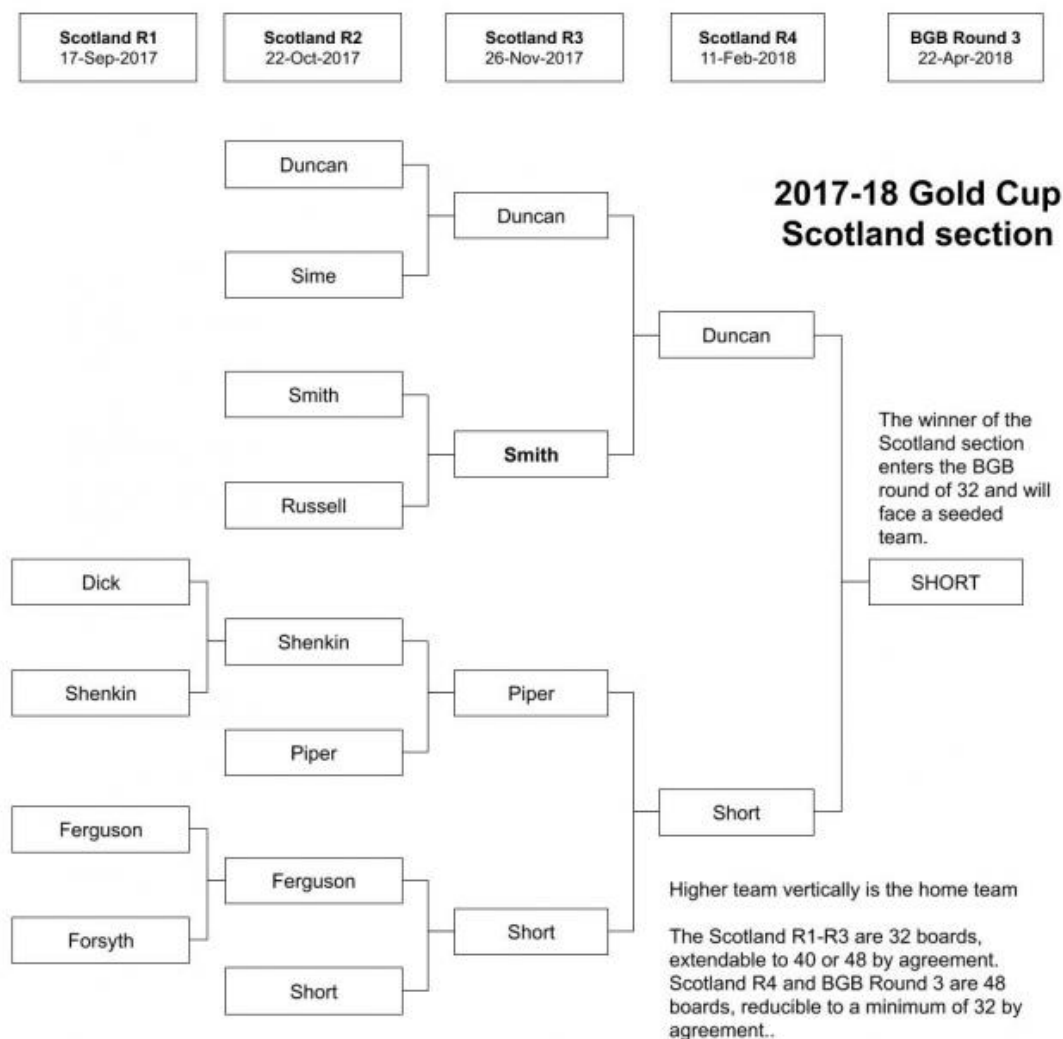 Scotland R1
17-Sep-2017
Scotland R2
22-Oct-2017
Scotland R3
26-Nov-2017
Scotland R4
11-Feb-2018
BGB Round 3
22-Apr-2018
2017-18 Gold Cup
Scotland section
Duncan
Sime
Duncan
Smith
Russell
Smith
Duncan
Dick
Shenkin
Shenkin
Piper
Piper
Ferguson
Forsyth
Ferguson
Short
Short
Short
The winner of the
Scotland section
enters the BGB
round of 32 and will
face a seeded
team.
SHORT
Higher team vertically is the home team
The Scotland R1-R3 are 32 boards,
extendable to 40 or 48 by agreement.
Scotland R4 and BGB Round 3 are 48
boards, reducible to a minimum of 32 by
agreement..